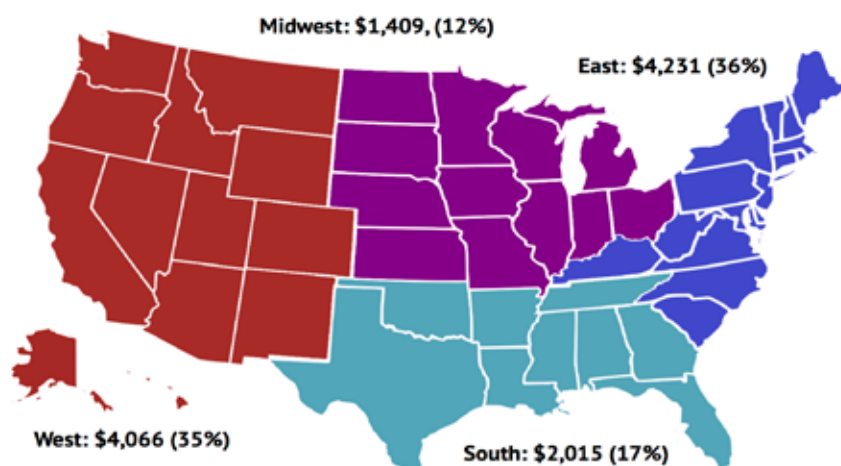 Midwest: $1,409, (12%)
East: $4,231 (36%)
West: $4,066 (35%)
South: $2,015 (17%)